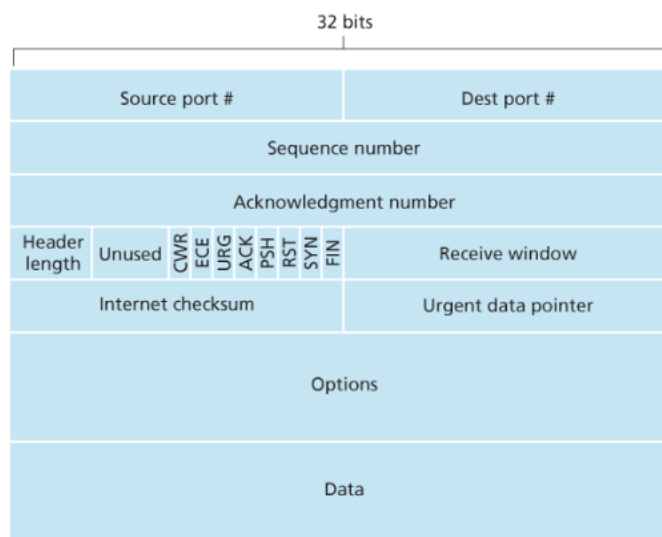 32 bits
Source port # Dest port #
Sequence number
Acknowledgment number
Header length Unused CWR ECE URG ACK PSH RST SYN FIN Receive window
Internet checksum Urgent data pointer
Options
Data